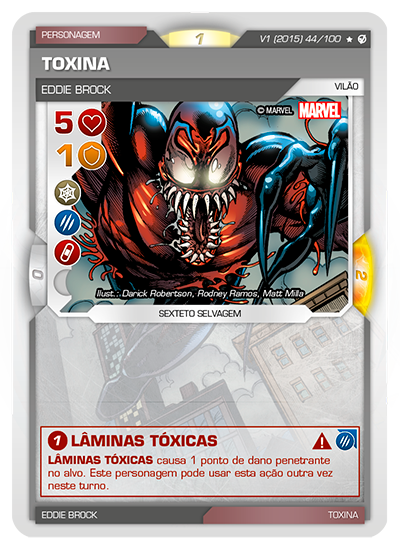 PERSONAGEM
1
V1 (2015) 44/100
TOXINA
EDDIE BROCK
VILÃO
© MARVEL MARVEL
5
1
0
2
Ilust.: Darick Robertson, Rodney Ramos, Matt Milla
SEXTETO SELVAGEM
1 LÂMINAS TÓXICAS
LÂMINAS TÓXICAS causa 1 ponto de dano penetrante
no alvo. Este personagem pode usar esta ação outra vez
neste turno.
EDDIE BROCK
TOXINA